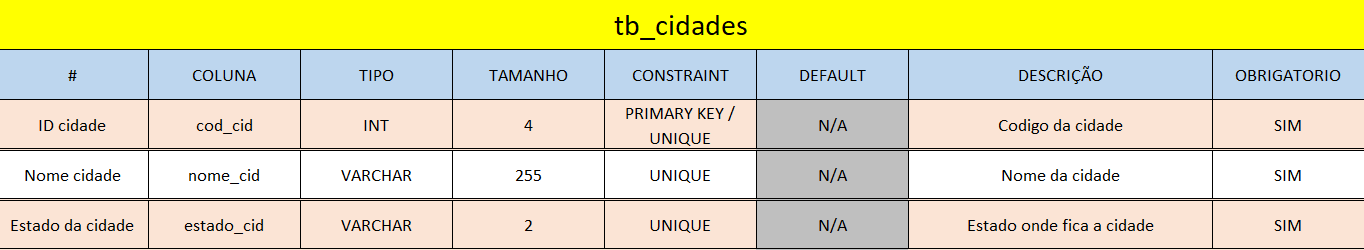 tb_cidades
# COLUNA TIPO TAMANHO CONSTRAINT DEFAULT DESCRIÇÃO OBRIGATORIO
ID cidade cod_cid INT 4 PRIMARY KEY / UNIQUE N/A Codigo da cidade SIM
Nome cidade nome_cid VARCHAR 255 UNIQUE N/A Nome da cidade SIM
Estado da cidade estado_cid VARCHAR 2 UNIQUE N/A Estado onde fica a cidade SIM